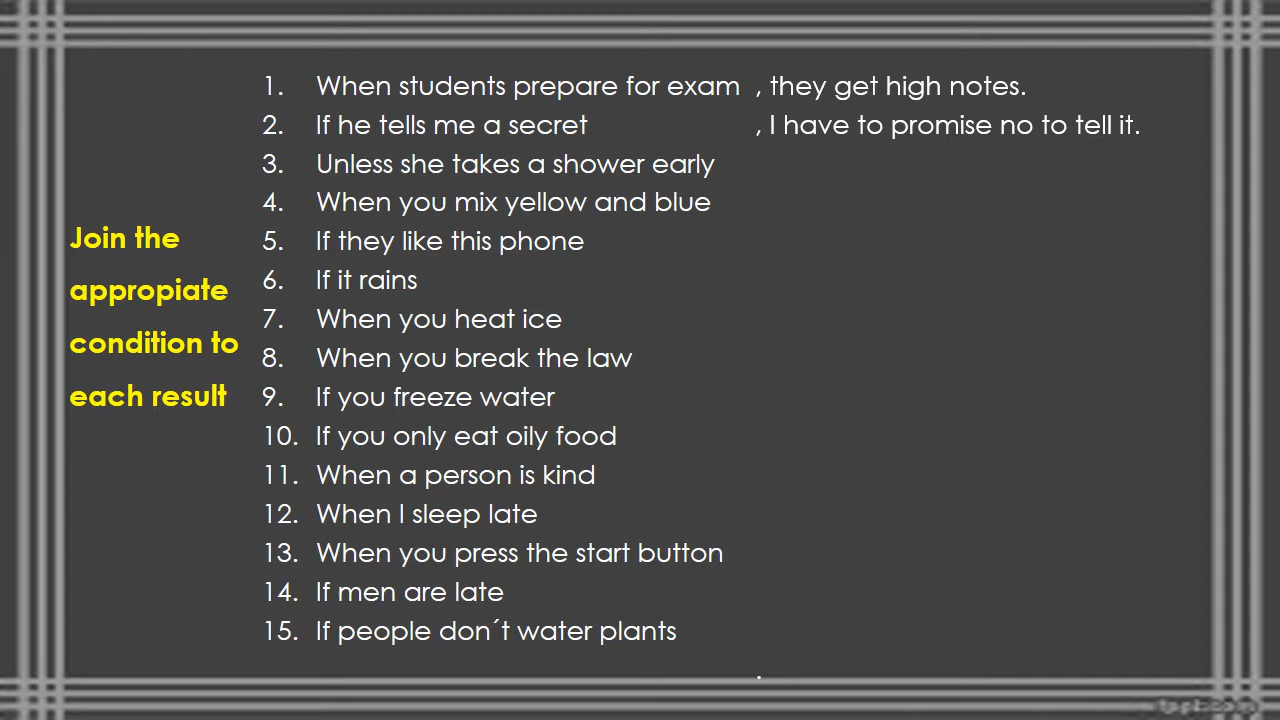 Join the
appropiate
condition to
each result
1. When students prepare for exam , they get high notes.
2. If he tells me a secret , I have to promise no to tell it.
3. Unless she takes a shower early
4. When you mix yellow and blue
5. If they like this phone
6. If it rains
7. When you heat ice
8. When you break the law
9. If you freeze water
10. If you only eat oily food
11. When a person is kind
12. When I sleep late
13. When you press the start button
14. If men are late
15. If people don´t water plants
.